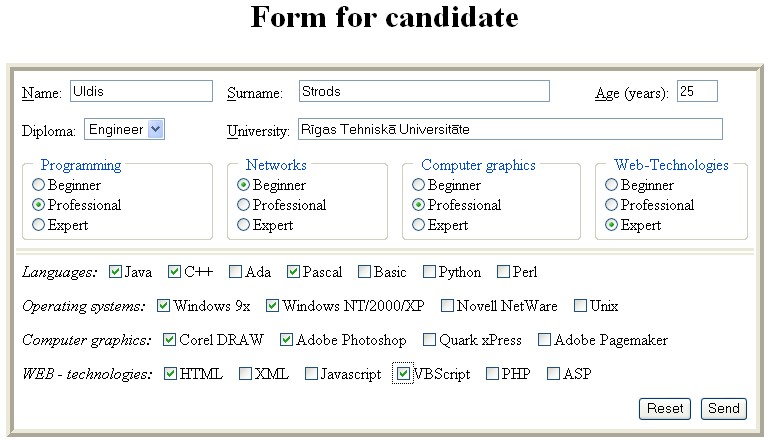 Form for candidate
Name: Uldis Surname: Strods Age (years): 25
Diploma: Engineer University: Rīgas Tehniskā Universitāte
Programming Networks Computer graphics Web-Technologies
Beginner Beginner Beginner Beginner
Professional Professional Professional Professional
Expert Expert Expert Expert
Languages: Java C++ Ada Pascal Basic Python Perl
Operating systems: Windows 9x Windows NT/2000/XP Novell NetWare Unix
Computer graphics: Corel DRAW Adobe Photoshop Quark xPress Adobe Pagemaker
WEB - technologies: HTML XML Javascript VBScript PHP ASP
Reset Send